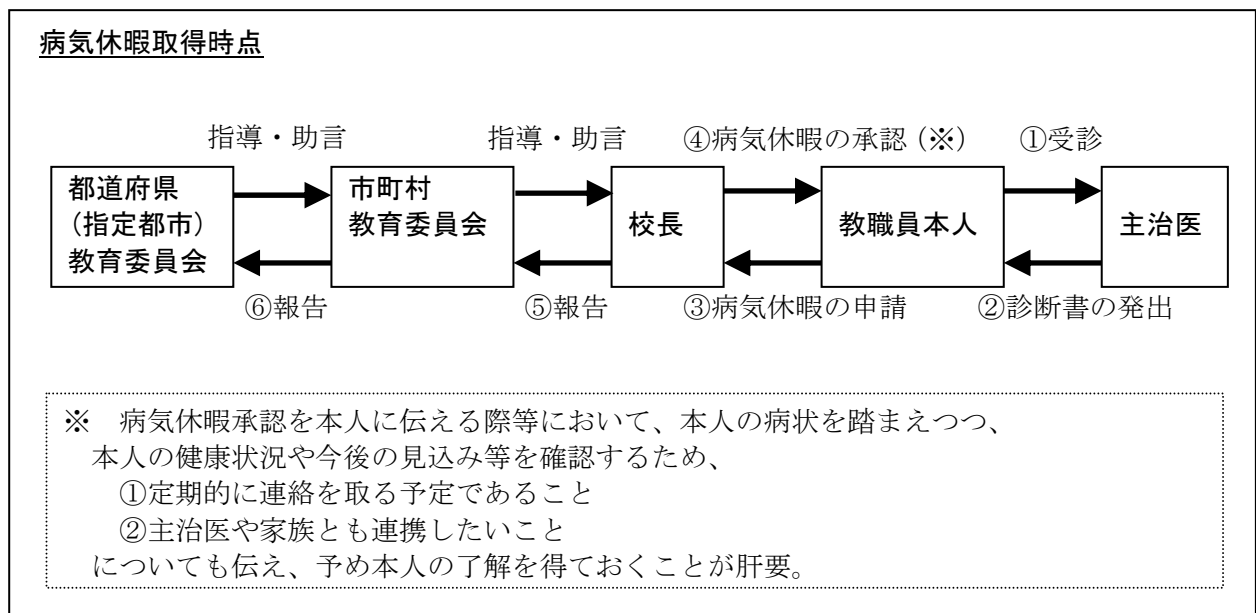 病気休暇取得時点
指導・助言
指導・助言
④病気休暇の承認(※)
①受診
都道府県
(指定都市)
教育委員会
市町村
教育委員会
校長
教職員本人
主治医
⑥報告
⑤報告
③病気休暇の申請
②診断書の発出
※ 病気休暇承認を本人に伝える際等において、本人の病状を踏まえつつ、
本人の健康状況や今後の見込み等を確認するため、
①定期的に連絡を取る予定であること
②主治医や家族とも連携したいこと
についても伝え、予め本人の了解を得ておくことが肝要。